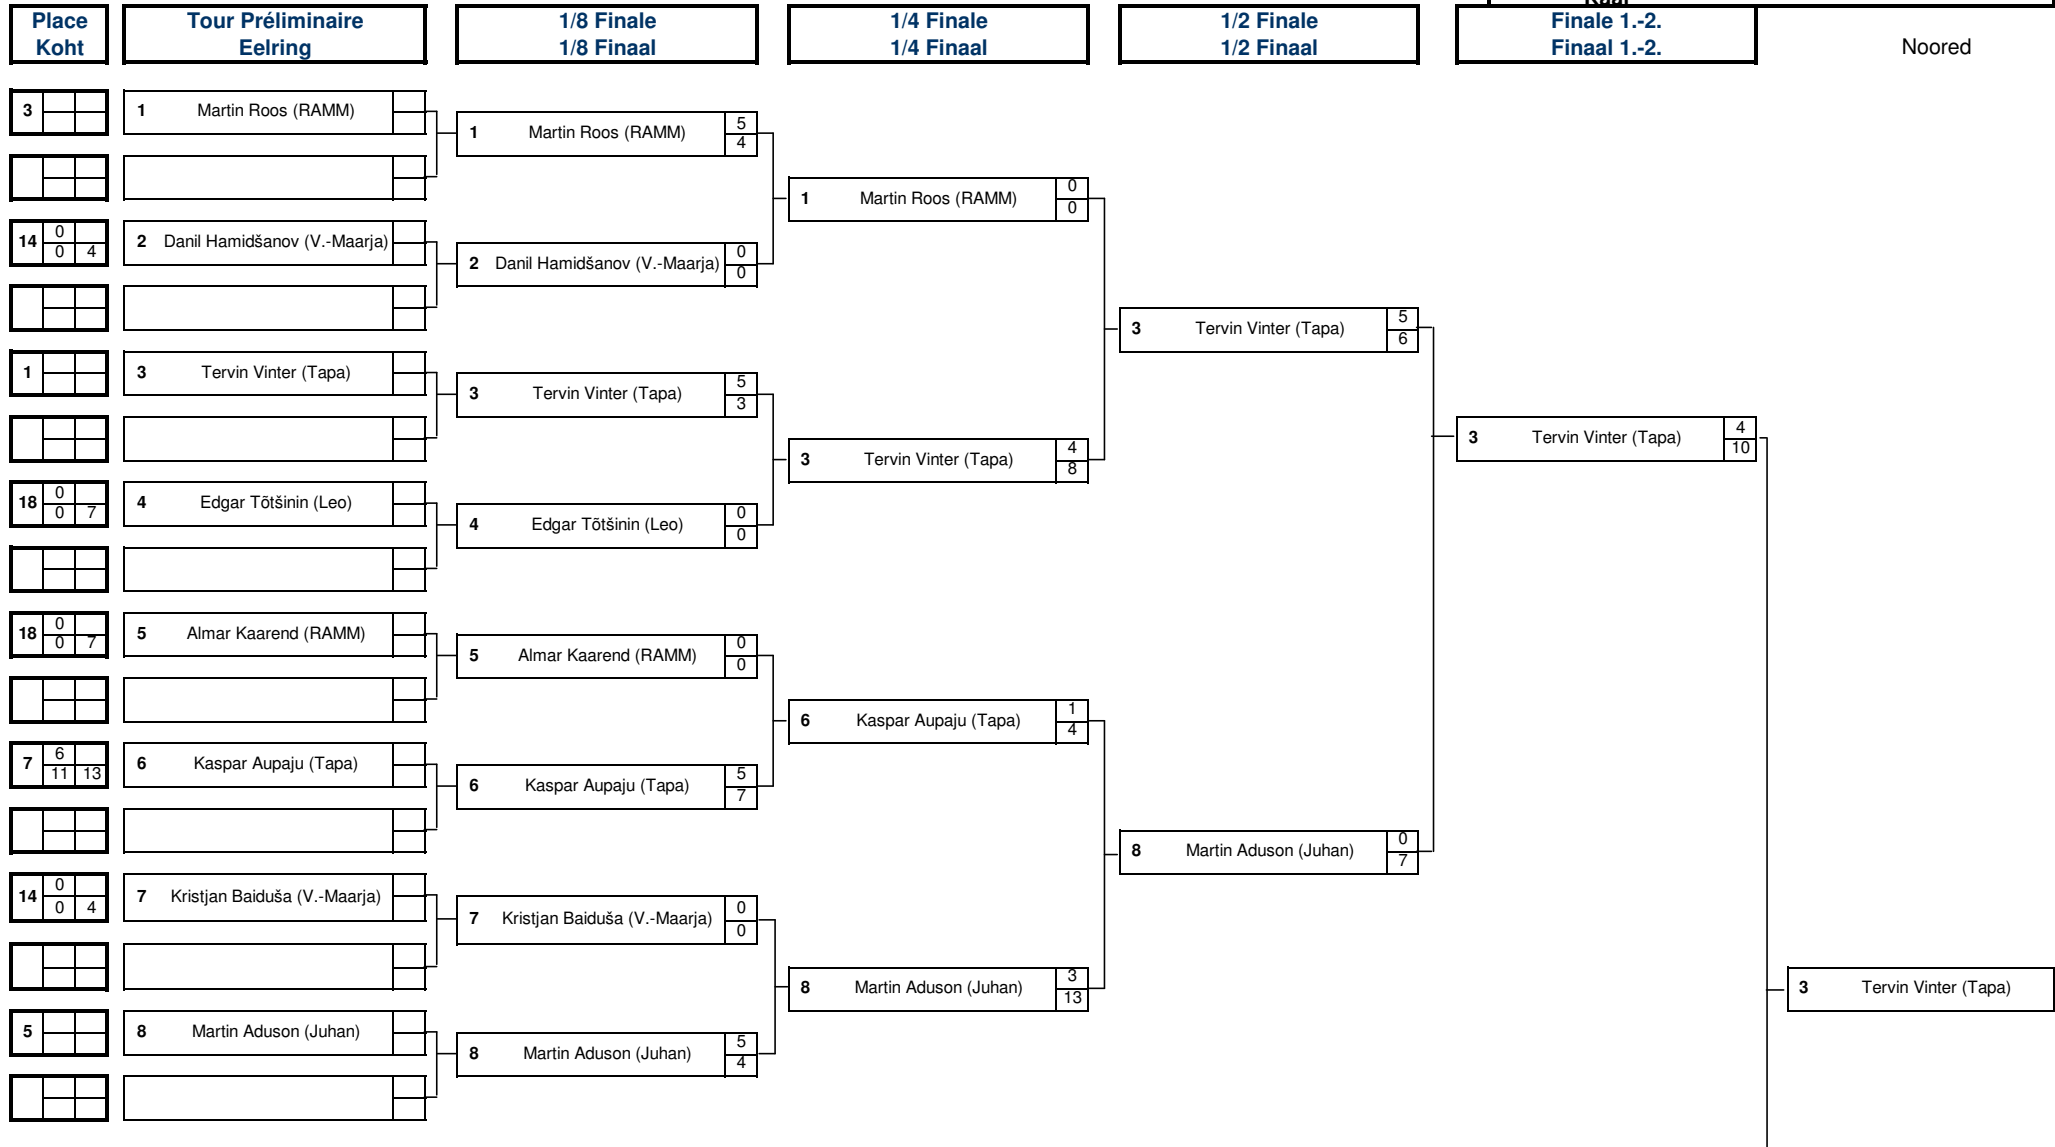 Kaal
Place
Koht
Tour Préliminaire
Eelring
1/8 Finale
1/8 Finaal
1/4 Finale
1/4 Finaal
1/2 Finale
1/2 Finaal
Finale 1.-2.
Finaal 1.-2.
Noored
3
1 Martin Roos (RAMM)
1 Martin Roos (RAMM) 5
4
1 Martin Roos (RAMM) 0
0
14 0
0 4
2 Danil Hamidšanov (V.-Maarja)
2 Danil Hamidšanov (V.-Maarja) 0
0
3 Tervin Vinter (Tapa) 5
6
1
3 Tervin Vinter (Tapa)
3 Tervin Vinter (Tapa) 5
3
3 Tervin Vinter (Tapa) 4
10
3 Tervin Vinter (Tapa) 4
8
18 0
0 7
4 Edgar Tõtšinin (Leo)
4 Edgar Tõtšinin (Leo) 0
0
18 0
0 7
5 Almar Kaarend (RAMM)
5 Almar Kaarend (RAMM) 0
0
6 Kaspar Aupaju (Tapa) 1
4
7 6
11 13
6 Kaspar Aupaju (Tapa)
6 Kaspar Aupaju (Tapa) 5
7
8 Martin Aduson (Juhan) 0
7
14 0
0 4
7 Kristjan Baiduša (V.-Maarja)
7 Kristjan Baiduša (V.-Maarja) 0
0
8 Martin Aduson (Juhan) 3
13
3 Tervin Vinter (Tapa)
5
8 Martin Aduson (Juhan)
8 Martin Aduson (Juhan) 5
4